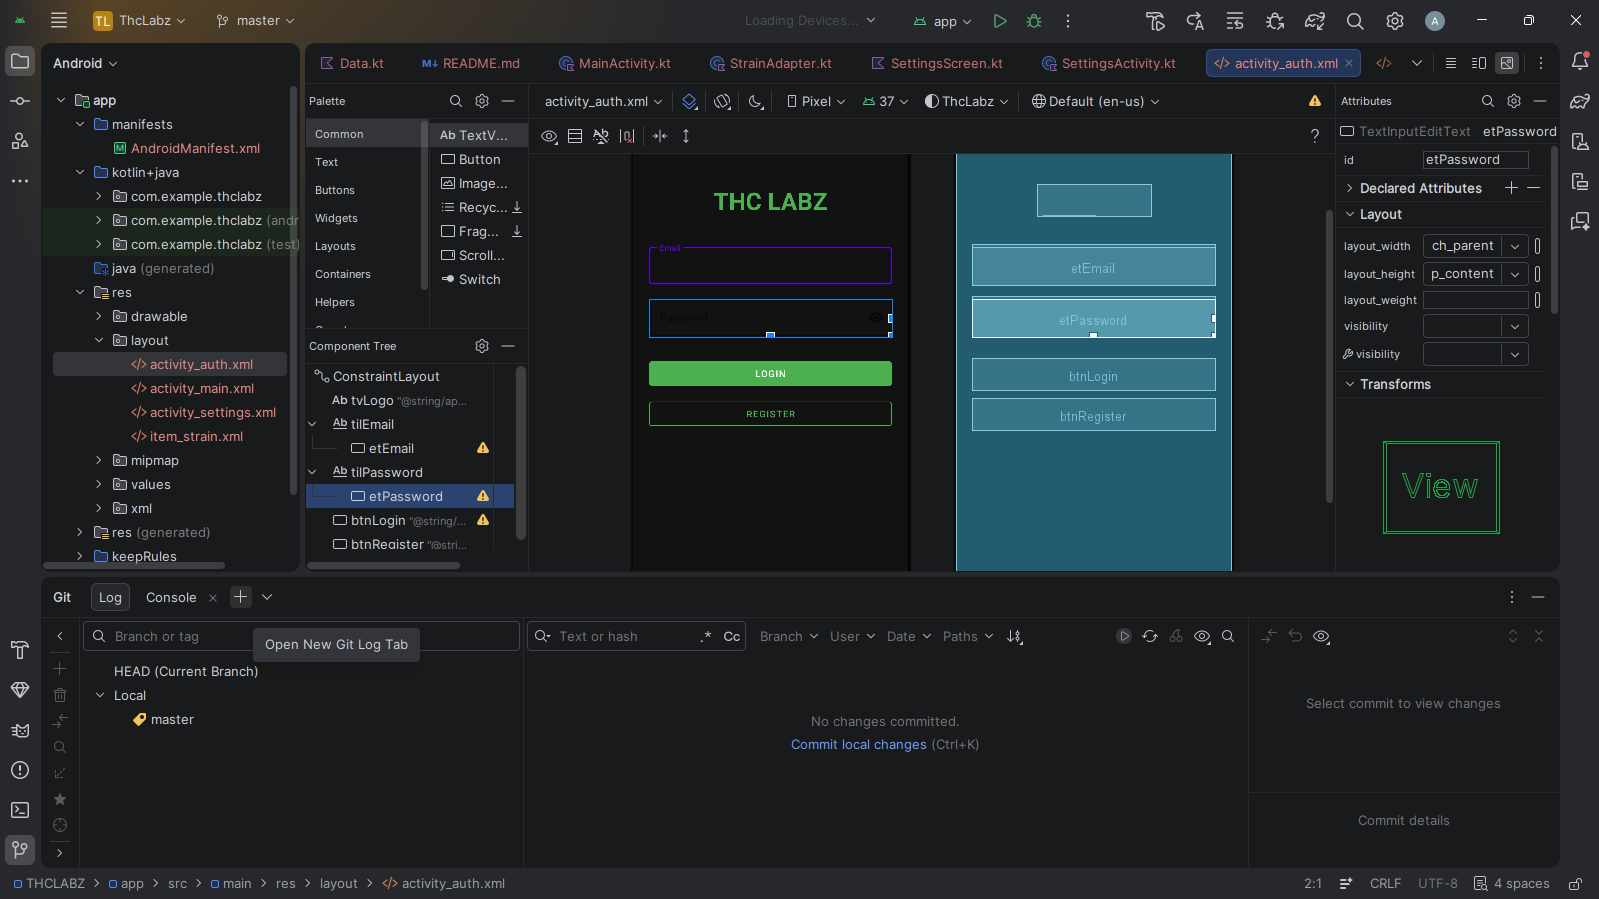 TL ThcLabz master Loading Devices... app A
Android
app
manifests
AndroidManifest.xml
kotlin+java
com.example.thclabz
com.example.thclabz (andr
com.example.thclabz (test)
java (generated)
res
drawable
layout
activity_auth.xml
activity_main.xml
activity_settings.xml
item_strain.xml
mipmap
values
xml
res (generated)
keepRules
Data.kt README.md MainActivity.kt StrainAdapter.kt SettingsScreen.kt SettingsActivity.kt activity_auth.xml
Palette
Common
Text
Buttons
Widgets
Layouts
Containers
Helpers
Ab TextV...
Button
Image...
Recyc...
Frag...
Scroll...
Switch
Component Tree
ConstraintLayout
Ab tvLogo "@string/ap...
Ab tilEmail
etEmail
Ab tilPassword
etPassword
btnLogin "@string/...
btnRegister "@stri...
activity_auth.xml Pixel 37 ThcLabz Default (en-us)
?
THC LABZ
Email
Password
LOGIN
REGISTER
etEmail
etPassword
btnLogin
btnRegister
Attributes
TextInputEditText etPassword
id etPassword
Declared Attributes
Layout
layout_width ch_parent
layout_height p_content
layout_weight
visibility
visibility
Transforms
View
Git Log Console
Branch or tag
Open New Git Log Tab
HEAD (Current Branch)
Local
master
Text or hash .* Cc Branch User Date Paths
No changes committed.
Commit local changes (Ctrl+K)
Select commit to view changes
Commit details
THCLABZ > app > src > main > res > layout > activity_auth.xml
2:1 CRLF UTF-8 4 spaces